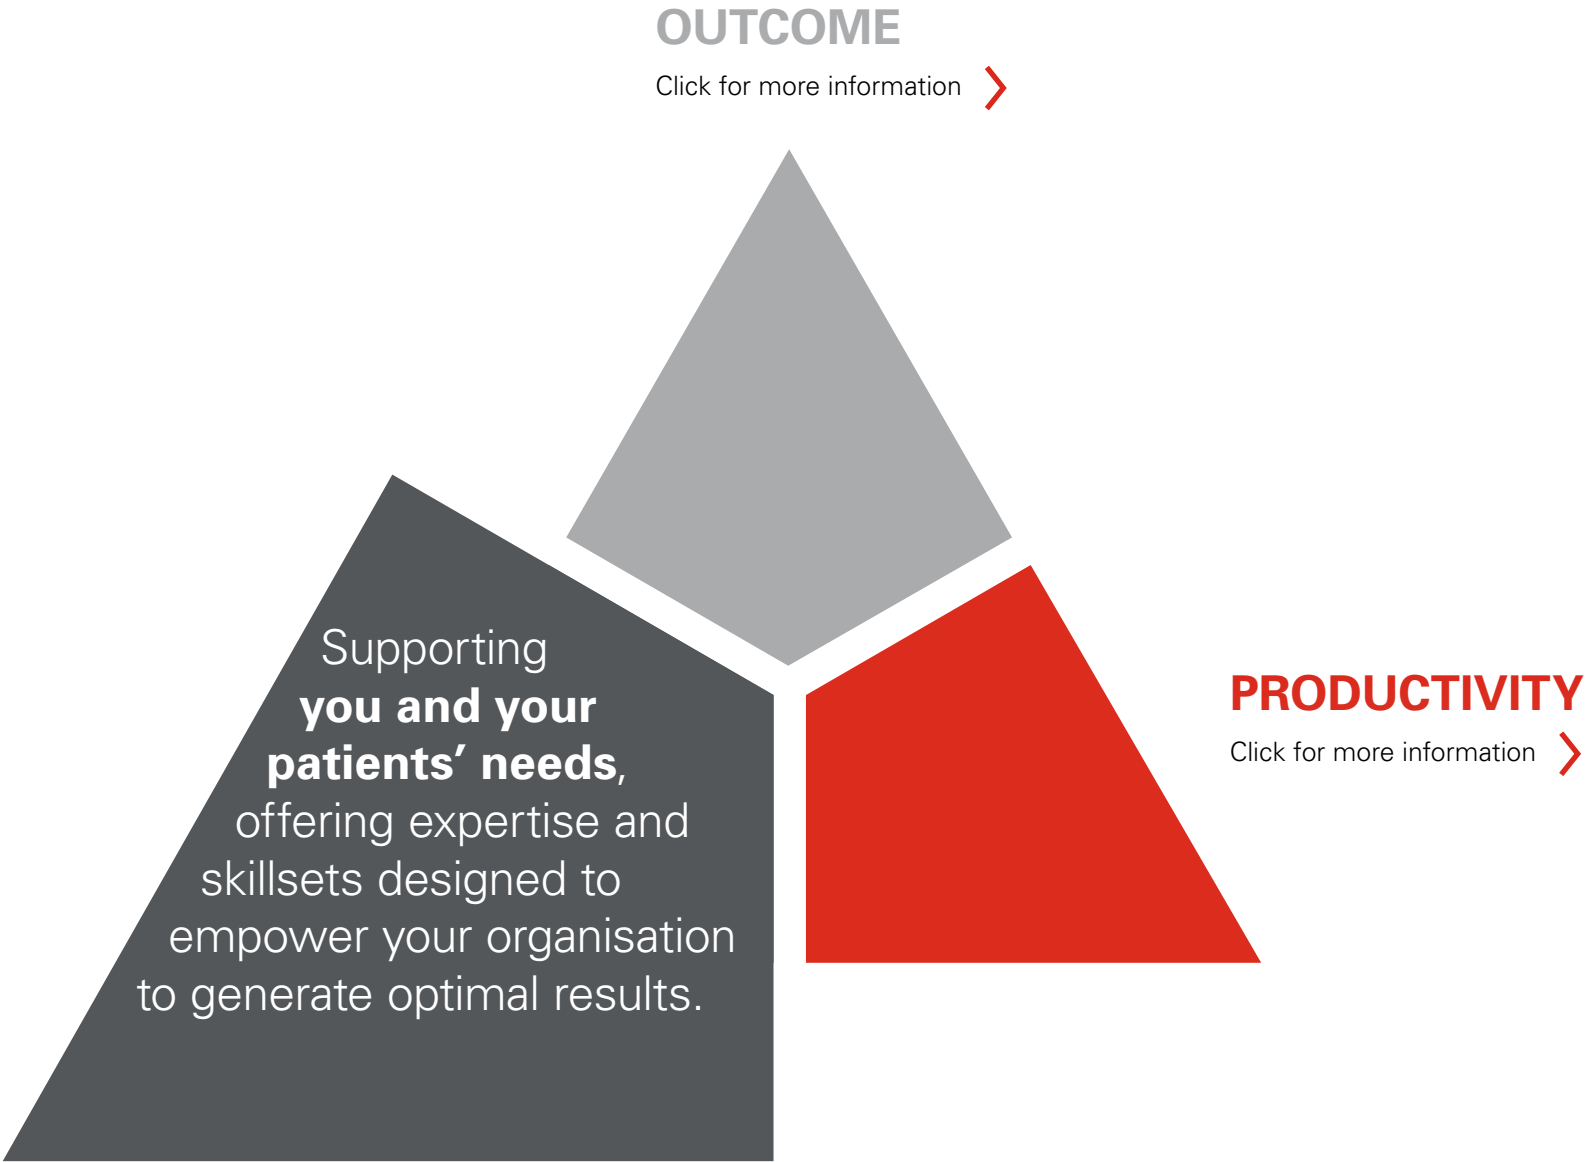 OUTCOME
Click for more information
Supporting
you and your
patients’ needs,
offering expertise and
skillsets designed to
empower your organisation
to generate optimal results.
PRODUCTIVITY
Click for more information